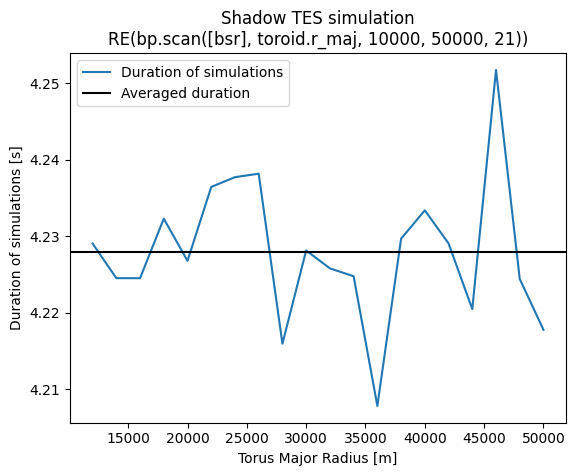 Shadow TES simulation
RE(bp.scan([bsr], toroid.r_maj, 10000, 50000, 21))
Duration of simulations
Averaged duration
Duration of simulations [s]
4.25
4.24
4.23
4.22
4.21
15000 20000 25000 30000 35000 40000 45000 50000
Torus Major Radius [m]